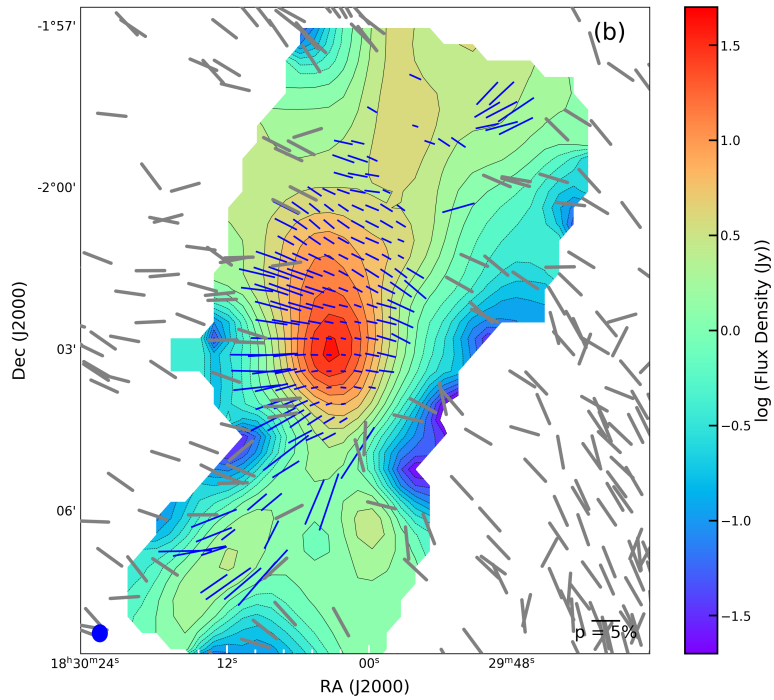 (b)
-1°57'
-2°00'
03'
06'
Dec (J2000)
p = 5%
18ʰ30ᵐ24ˢ
12ˢ
00ˢ
29ᵐ48ˢ
RA (J2000)
1.5
1.0
0.5
0.0
−0.5
−1.0
−1.5
log (Flux Density (Jy))